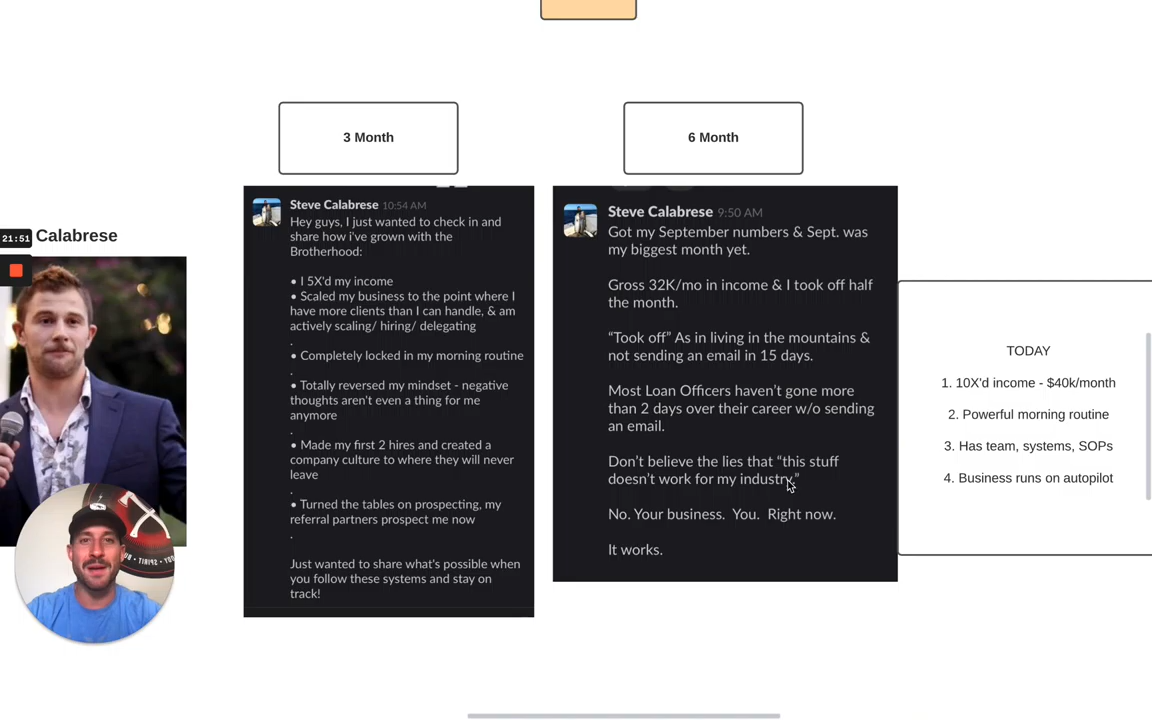 3 Month
6 Month
Steve Calabrese 10:54 AM
Hey guys, I just wanted to check in and
share how i've grown with the
Brotherhood:
• I 5X'd my income
• Scaled my business to the point where I
have more clients than I can handle, & am
actively scaling/ hiring/ delegating
.
• Completely locked in my morning routine
.
• Totally reversed my mindset - negative
thoughts aren't even a thing for me
anymore
.
• Made my first 2 hires and created a
company culture to where they will never
leave
.
• Turned the tables on prospecting, my
referral partners prospect me now
.
Just wanted to share what's possible when
you follow these systems and stay on
track!
Steve Calabrese 9:50 AM
Got my September numbers & Sept. was
my biggest month yet.
Gross 32K/mo in income & I took off half
the month.
“Took off” As in living in the mountains &
not sending an email in 15 days.
Most Loan Officers haven’t gone more
than 2 days over their career w/o sending
an email.
Don’t believe the lies that “this stuff
doesn’t work for my industry.”
No. Your business.  You.  Right now.
It works.
21:51
Calabrese
TODAY
1. 10X'd income - $40k/month
2. Powerful morning routine
3. Has team, systems, SOPs
4. Business runs on autopilot